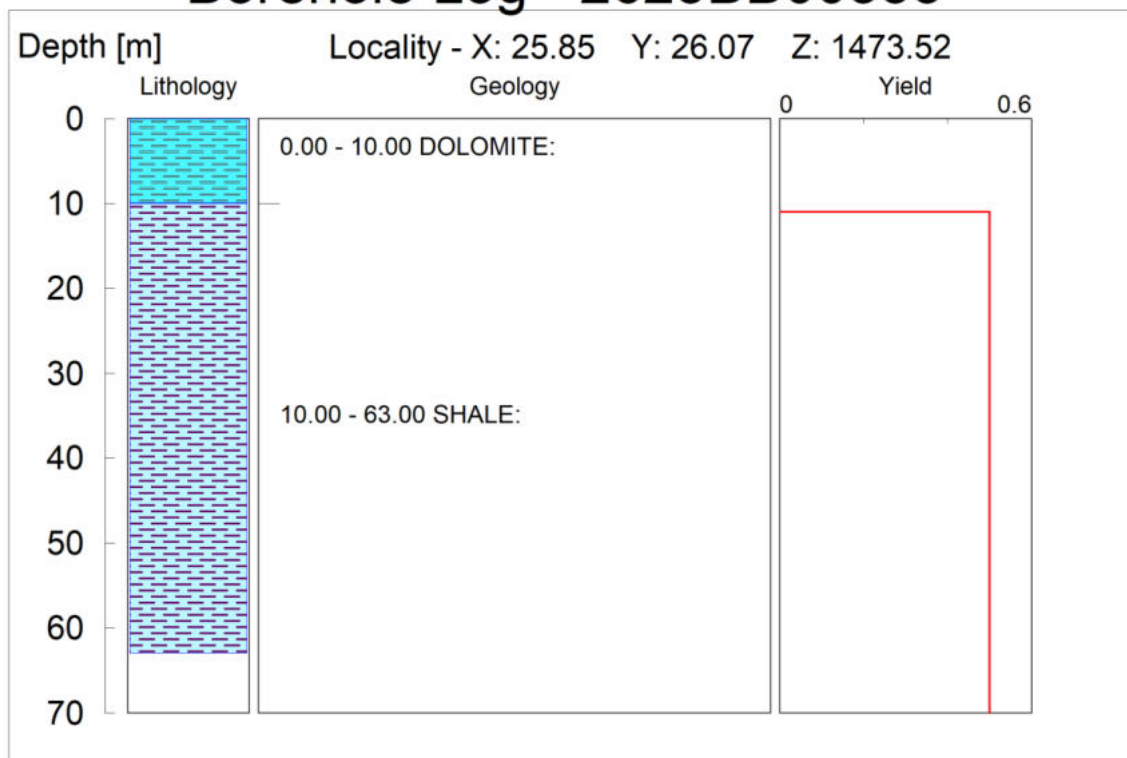 Depth [m]
Locality - X: 25.85 Y: 26.07 Z: 1473.52
Lithology
Geology
Yield
0 0.6
0
10
20
30
40
50
60
70
0.00 - 10.00 DOLOMITE:
10.00 - 63.00 SHALE: